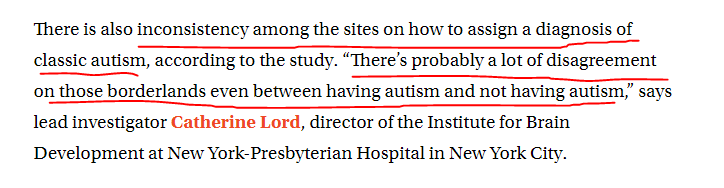 There is also inconsistency among the sites on how to assign a diagnosis of
classic autism, according to the study. “There’s probably a lot of disagreement
on those borderlands even between having autism and not having autism,” says
lead investigator Catherine Lord, director of the Institute for Brain
Development at New York-Presbyterian Hospital in New York City.